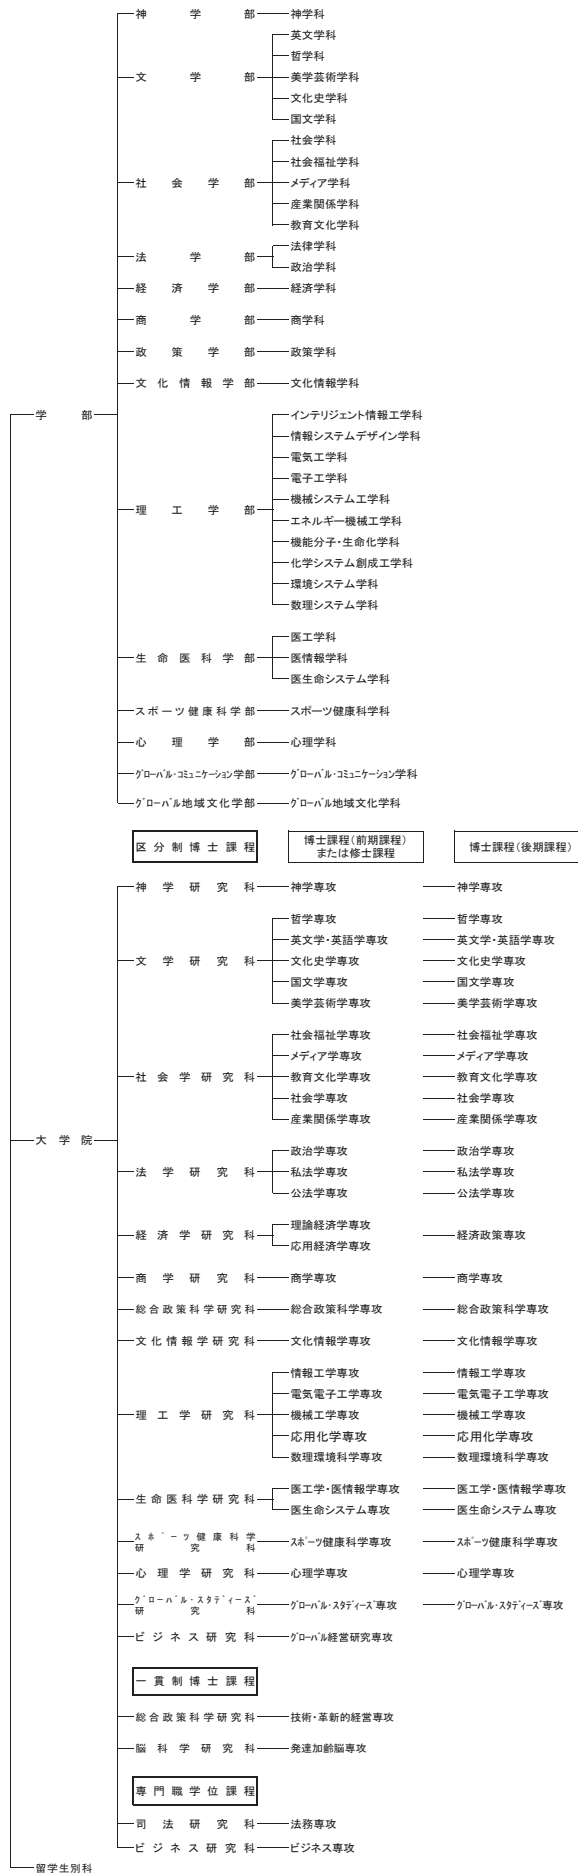 神学部 神学科
英文学科
哲学科
文学部 美学芸術学科
文化史学科
国文学科
社会学科
社会福祉学科
社会学部 メディア学科
産業関係学科
教育文化学科
法律学科
法学部
政治学科
経済学部 経済学科
商学部 商学科
政策学部 政策学科
文化情報学部 文化情報学科
学部 インテリジェント情報工学科
情報システムデザイン学科
電気工学科
電子工学科
機械システム工学科
理工学部
エネルギー機械工学科
機能分子・生命化学科
化学システム創成工学科
環境システム学科
数理システム学科
医工学科
生命医科学部 医情報学科
医生命システム学科
スポーツ健康科学部 スポーツ健康科学科
心理学部 心理学科
グローバル・コミュニケーション学部 グローバル・コミュニケーション学科
グローバル地域文化学部 グローバル地域文化学科
区分制博士課程 博士課程(前期課程) 博士課程(後期課程)
または修士課程
神学研究科 神学専攻 神学専攻
哲学専攻 哲学専攻
英文学・英語学専攻 英文学・英語学専攻
文学研究科 文化史学専攻 文化史学専攻
国文学専攻 国文学専攻
美学芸術学専攻 美学芸術学専攻
社会福祉学専攻 社会福祉学専攻
メディア学専攻 メディア学専攻
社会学研究科 教育文化学専攻 教育文化学専攻
社会学専攻 社会学専攻
産業関係学専攻 産業関係学専攻
大学院
政治学専攻 政治学専攻
法学研究科 私法学専攻 私法学専攻
公法学専攻 公法学専攻
理論経済学専攻
経済学研究科 経済政策専攻
応用経済学専攻
商学研究科 商学専攻 商学専攻
総合政策科学研究科 総合政策科学専攻 総合政策科学専攻
文化情報学研究科 文化情報学専攻 文化情報学専攻
情報工学専攻 情報工学専攻
電気電子工学専攻 電気電子工学専攻
理工学研究科 機械工学専攻 機械工学専攻
応用化学専攻 応用化学専攻
数理環境科学専攻 数理環境科学専攻
医工学・医情報学専攻 医工学・医情報学専攻
生命医科学研究科
医生命システム専攻 医生命システム専攻
スポーツ健康科学
研究科 スポーツ健康科学専攻 スポーツ健康科学専攻
心理学研究科 心理学専攻 心理学専攻
グローバル・スタディーズ
研究科 グローバル・スタディーズ専攻 グローバル・スタディーズ専攻
ビジネス研究科 グローバル経営研究専攻
一貫制博士課程
総合政策科学研究科 技術・革新的経営専攻
脳科学研究科 発達加齢脳専攻
専門職学位課程
司法研究科 法務専攻
ビジネス研究科 ビジネス専攻
留学生別科